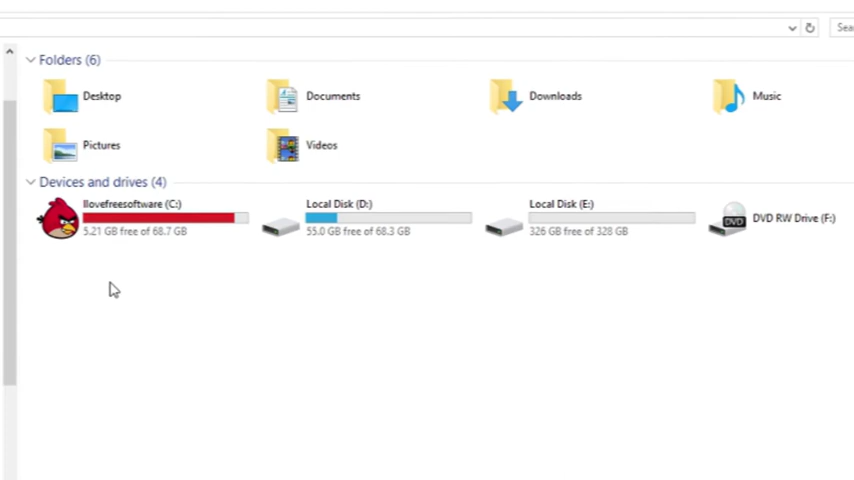 Sea
Folders (6)
Desktop
Documents
Downloads
Music
Pictures
Videos
Devices and drives (4)
Ilovefreesoftware (C:)
5.21 GB free of 68.7 GB
Local Disk (D:)
55.0 GB free of 68.3 GB
Local Disk (E:)
326 GB free of 328 GB
DVD
DVD RW Drive (F:)